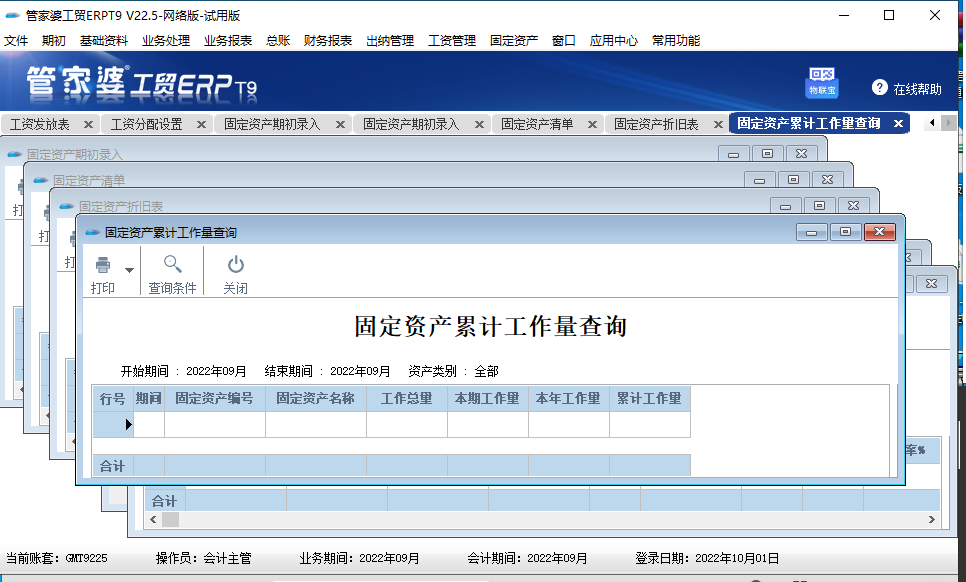 管家婆工贸ERPT9 V22.5-网络版-试用版
文件 期初 基础资料 业务处理 业务报表 总账 财务报表 出纳管理 工资管理 固定资产 窗口 应用中心 常用功能
管家婆 工贸ERP T9 物联宝 ? 在线帮助
工资发放表 工资分配设置 固定资产期初录入 固定资产期初录入 固定资产清单 固定资产折旧表 固定资产累计工作量查询
固定资产期初录入
固定资产清单
固定资产折旧表
固定资产累计工作量查询
打印 查询条件 关闭
打
打
打
固定资产累计工作量查询
开始期间 : 2022年09月 结束期间 : 2022年09月 资产类别 : 全部
行号 期间 固定资产编号 固定资产名称 工作总量 本期工作量 本年工作量 累计工作量
率%
合计
合计
当前账套: GMT9225 操作员: 会计主管 业务期间: 2022年09月 会计期间: 2022年09月 登录日期: 2022年10月01日